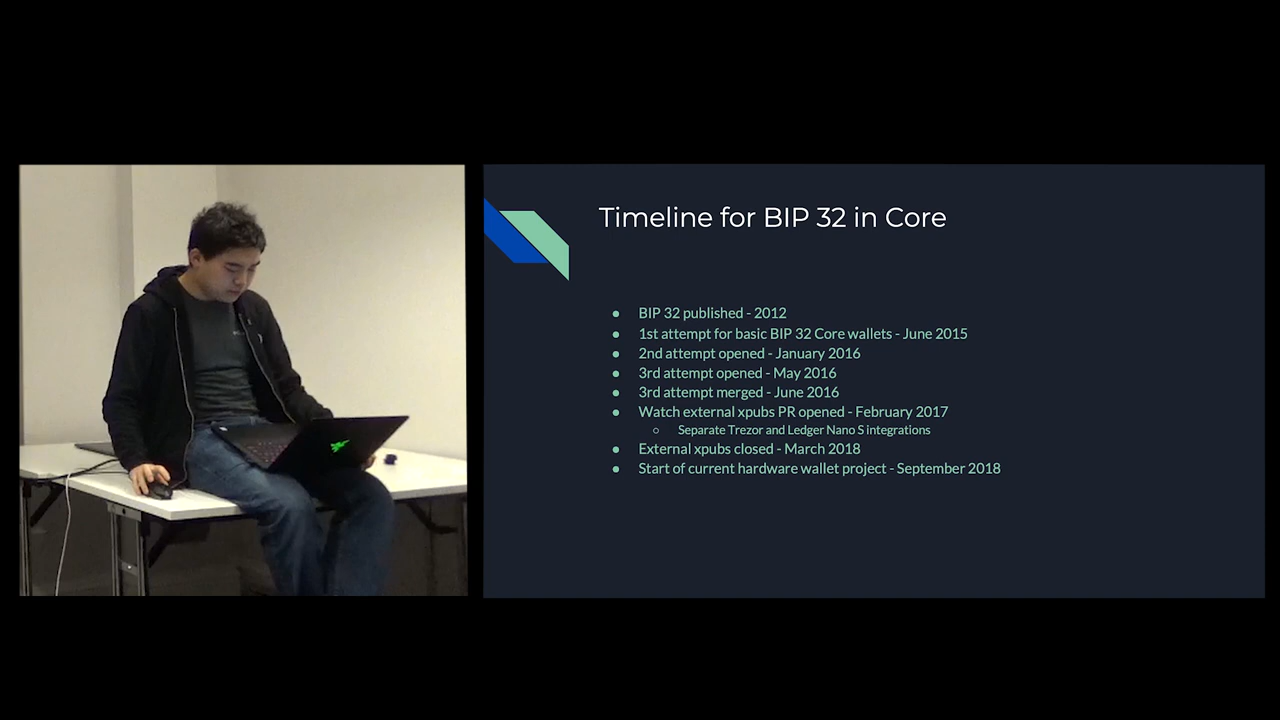 Timeline for BIP 32 in Core
● BIP 32 published - 2012
● 1st attempt for basic BIP 32 Core wallets - June 2015
● 2nd attempt opened - January 2016
● 3rd attempt opened - May 2016
● 3rd attempt merged - June 2016
● Watch external xpubs PR opened - February 2017
○ Separate Trezor and Ledger Nano S integrations
● External xpubs closed - March 2018
● Start of current hardware wallet project - September 2018